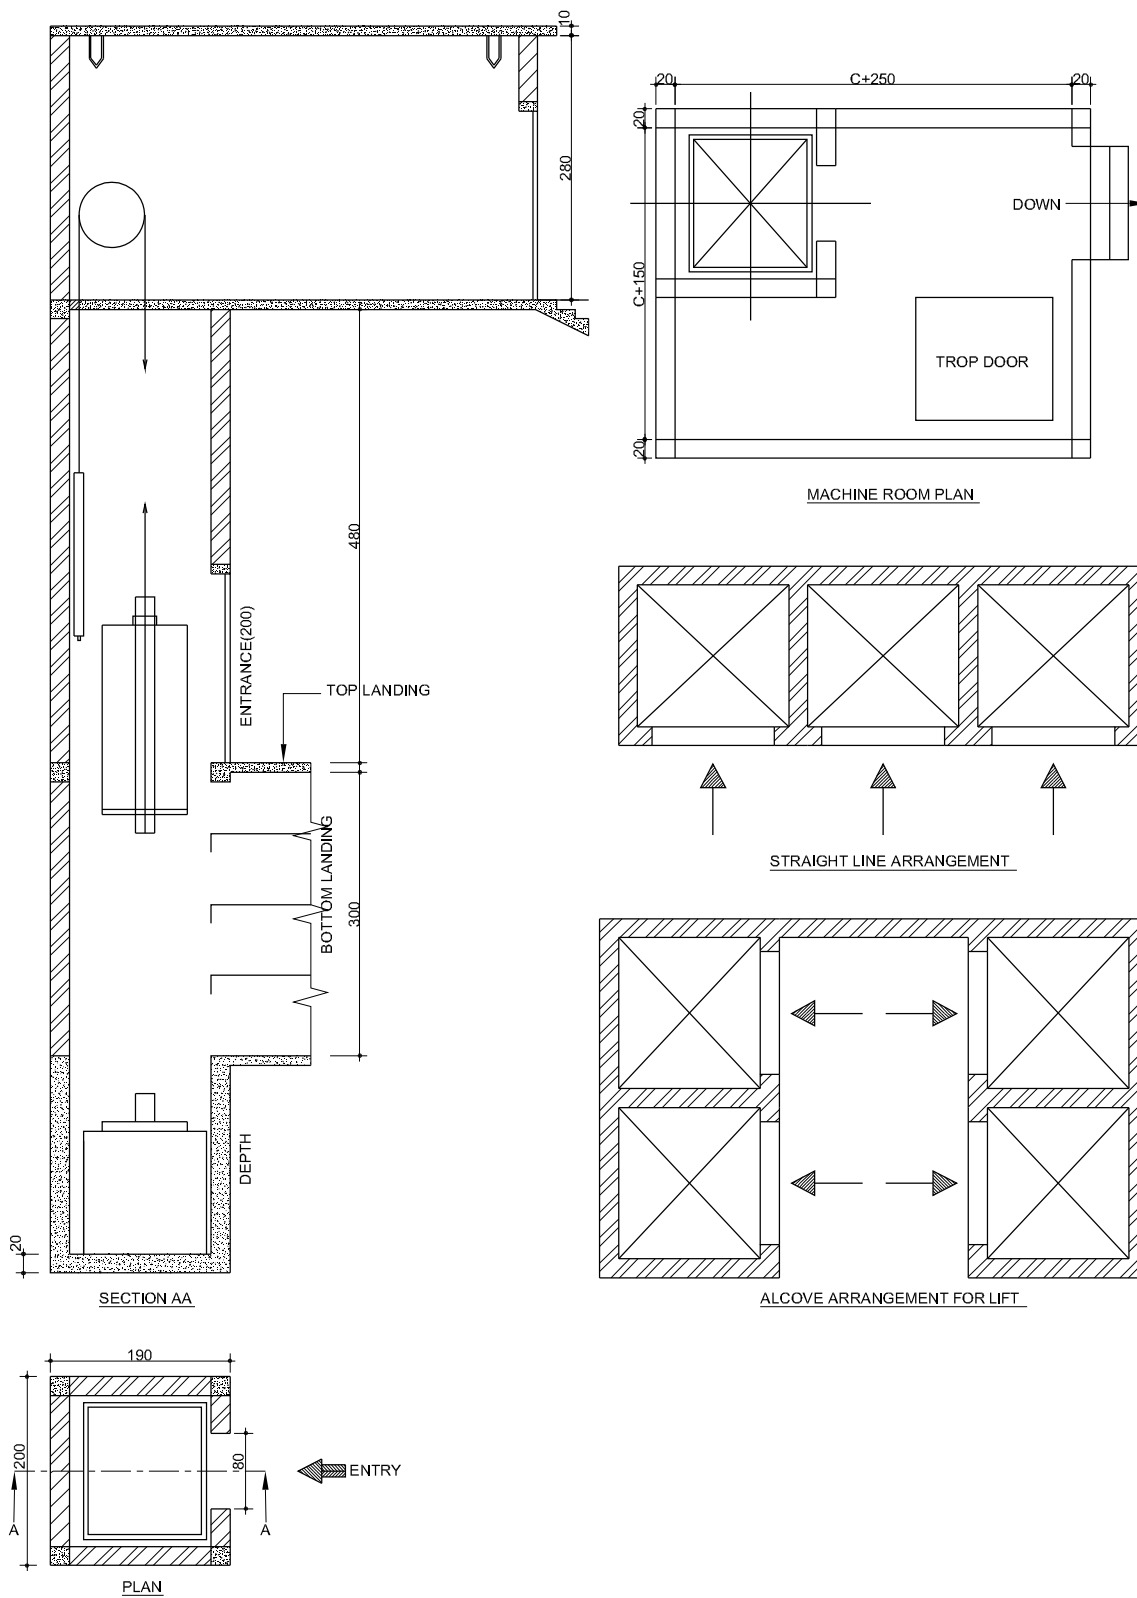 10
280
480
ENTRANCE(200)
TOP LANDING
BOTTOM LANDING
300
DEPTH
20
SECTION AA
190
200
80
A
A
ENTRY
PLAN
20
C+250
20
20
C+150
20
DOWN
TROP DOOR
MACHINE ROOM PLAN
STRAIGHT LINE ARRANGEMENT
ALCOVE ARRANGEMENT FOR LIFT